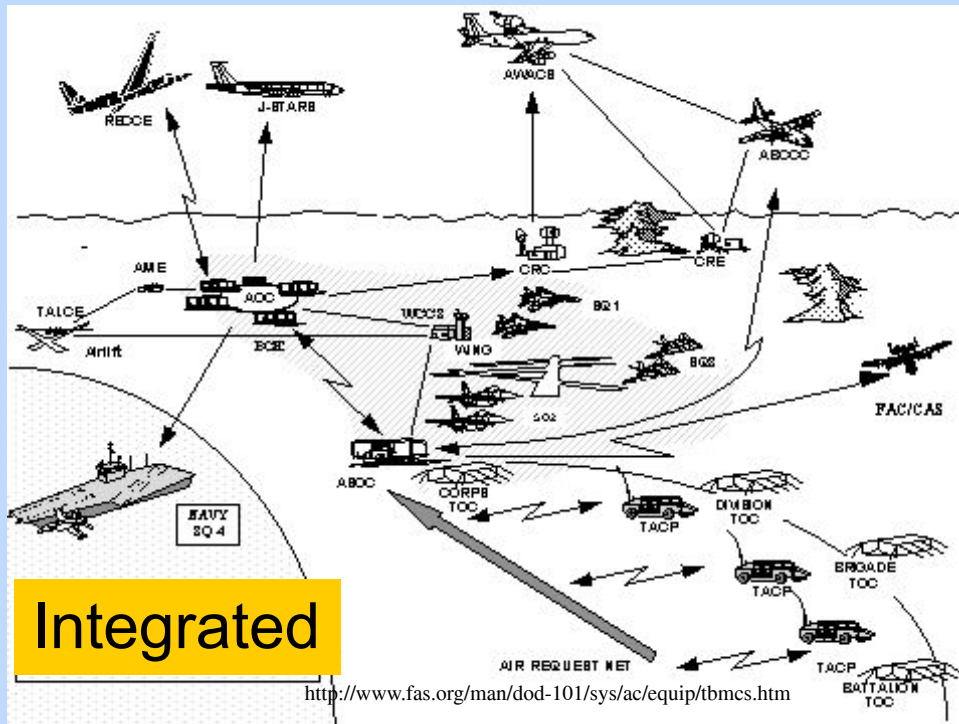 AWACS
RECCE
J-STARS
ABCCC
CRC
CRE
AME
AOC
TALCE
WCCS
SQ1
Airlift
BCE
WING
SQ3
SQ2
FAC/CAS
ASOC
CORPS
TOC
TACP
DIVISION
TOC
NAVY
SQ 4
TACP
BRIGADE
TOC
Integrated
AIR REQUEST NET
TACP
BATTALION
TOC
http://www.fas.org/man/dod-101/sys/ac/equip/tbmcs.htm